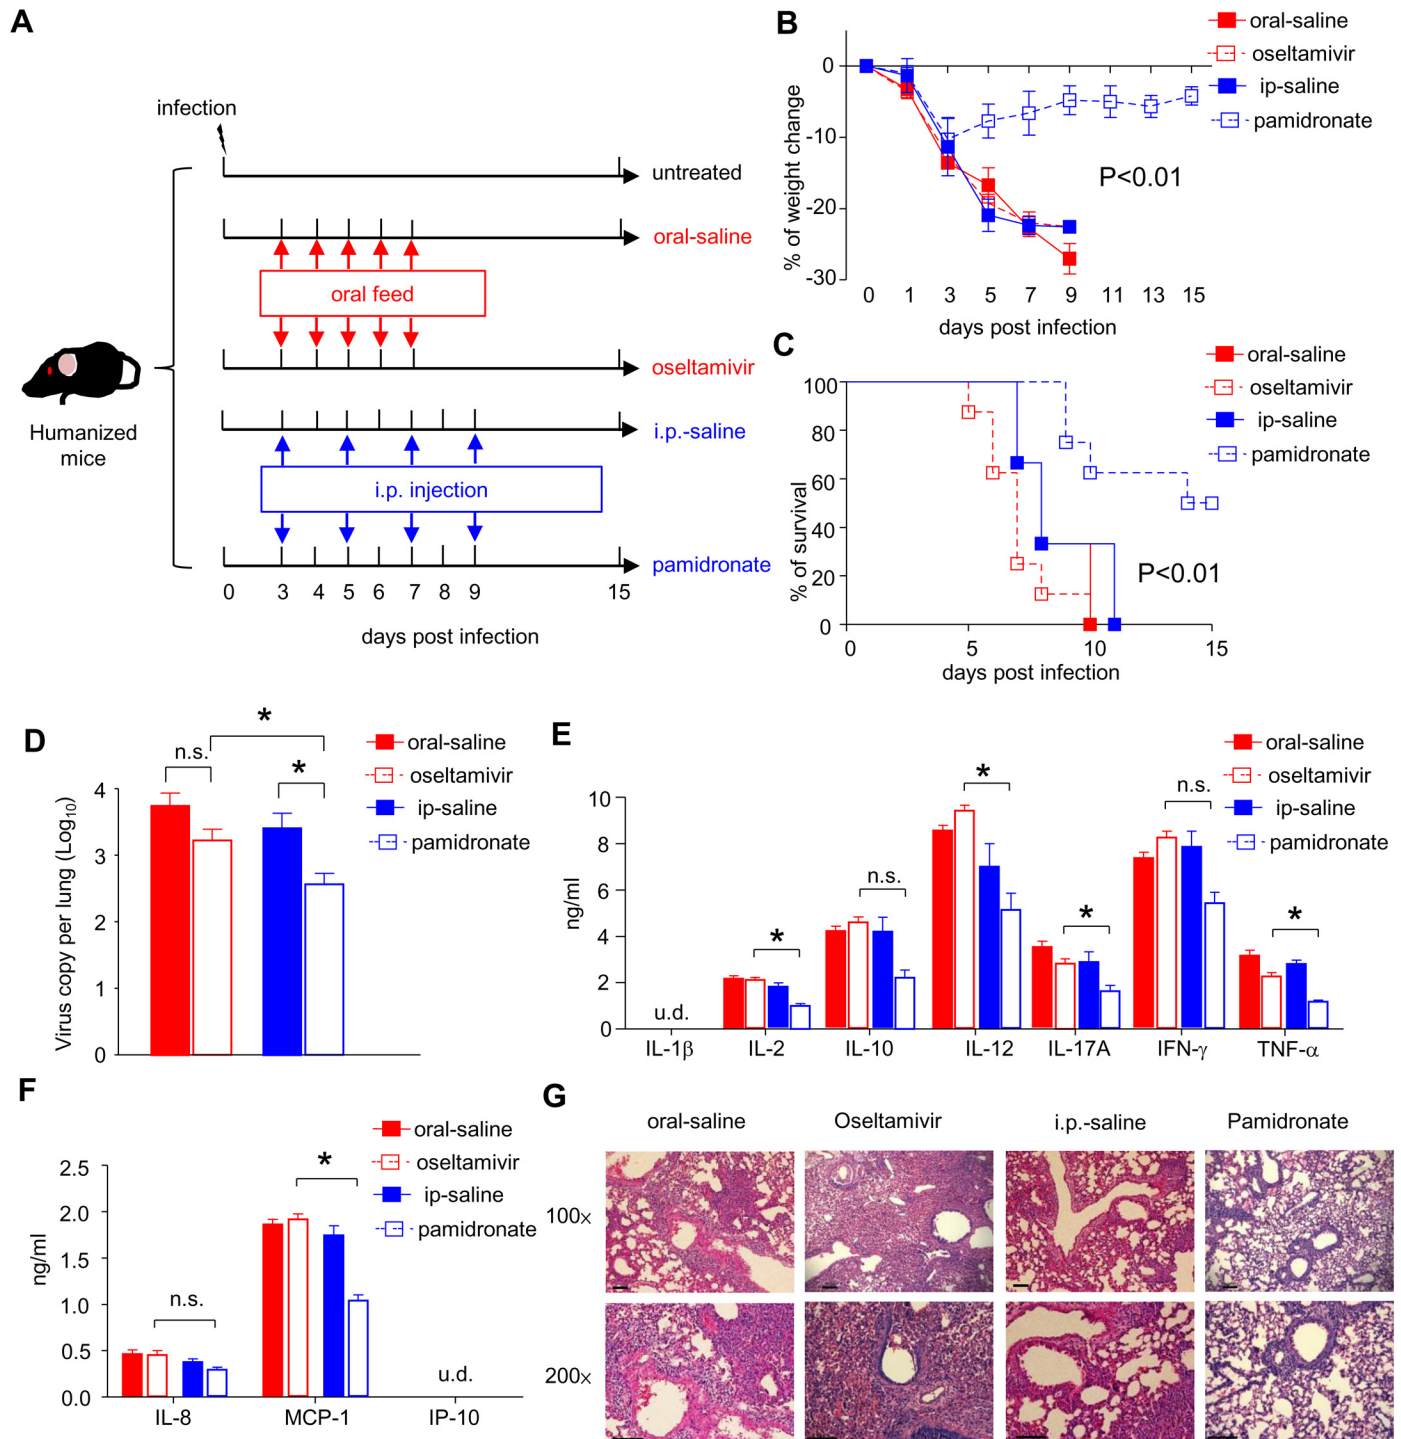 A
infection
untreated
oral-saline
oral feed
oseltamivir
i.p.-saline
i.p. injection
pamidronate
Humanized
mice
0 3 4 5 6 7 8 9 15
days post infection
B
oral-saline
oseltamivir
ip-saline
pamidronate
% of weight change
0
-10
-20
-30
P<0.01
0 1 3 5 7 9 11 13 15
days post infection
C
oral-saline
oseltamivir
ip-saline
pamidronate
% of survival
100
80
60
40
20
0
P<0.01
0 5 10 15
days post infection
D
oral-saline
oseltamivir
ip-saline
pamidronate
n.s.
*
*
Virus copy per lung (Log10)
4
3
2
1
0
E
oral-saline
oseltamivir
ip-saline
pamidronate
ng/ml
10
8
6
4
2
0
u.d.
*
n.s.
*
*
n.s.
*
IL-1β IL-2 IL-10 IL-12 IL-17A IFN-γ TNF-α
F
oral-saline
oseltamivir
ip-saline
pamidronate
ng/ml
2.5
2.0
1.5
1.0
0.5
0.0
n.s.
*
u.d.
IL-8 MCP-1 IP-10
G
oral-saline Oseltamivir i.p.-saline Pamidronate
100x
200x